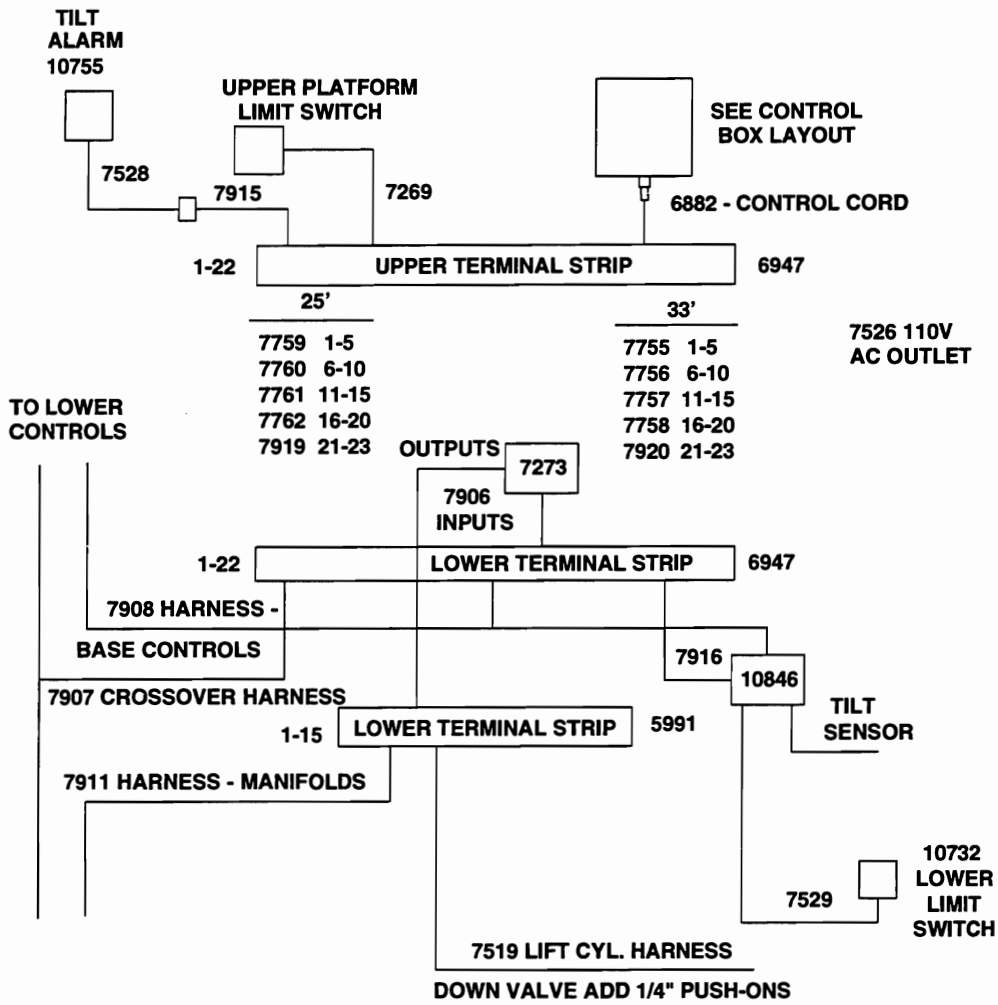 TILT
ALARM
10755
UPPER PLATFORM
LIMIT SWITCH
SEE CONTROL
BOX LAYOUT
7528
7915
7269
6882 - CONTROL CORD
1-22
UPPER TERMINAL STRIP
6947
25'
7759 1-5
7760 6-10
7761 11-15
7762 16-20
7919 21-23
33'
7755 1-5
7756 6-10
7757 11-15
7758 16-20
7920 21-23
7526 110V
AC OUTLET
TO LOWER
CONTROLS
OUTPUTS
7273
7906
INPUTS
1-22
LOWER TERMINAL STRIP
6947
7908 HARNESS -
BASE CONTROLS
7916
10846
7907 CROSSOVER HARNESS
TILT
SENSOR
1-15
LOWER TERMINAL STRIP
5991
7911 HARNESS - MANIFOLDS
10732
LOWER
LIMIT
SWITCH
7529
7519 LIFT CYL. HARNESS
DOWN VALVE ADD 1/4" PUSH-ONS